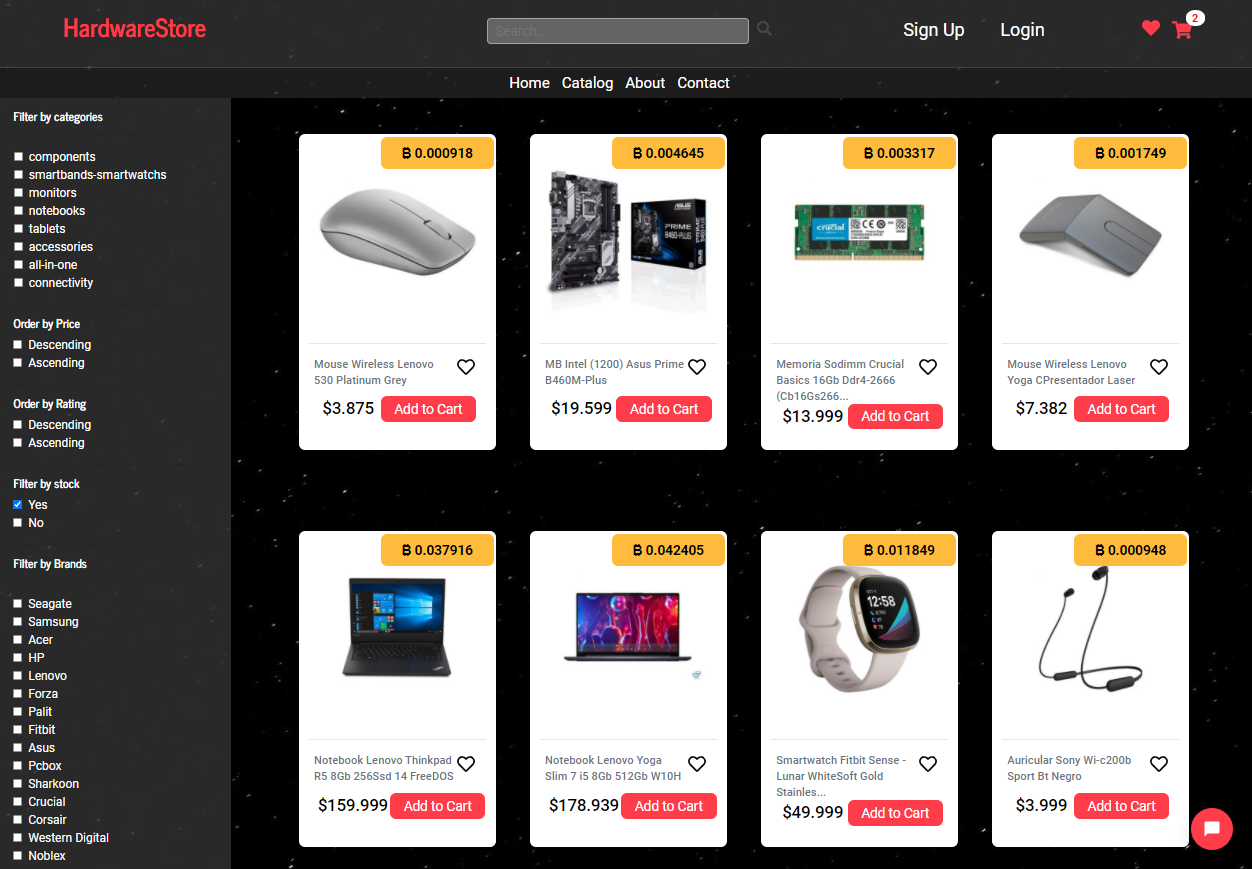 HardwareStore
Search...
Sign Up
Login
2
Home
Catalog
About
Contact
Filter by categories
components
smartbands-smartwatchs
monitors
notebooks
tablets
accessories
all-in-one
connectivity
Order by Price
Descending
Ascending
Order by Rating
Descending
Ascending
Filter by stock
Yes
No
Filter by Brands
Seagate
Samsung
Acer
HP
Lenovo
Forza
Palit
Fitbit
Asus
Pcbox
Sharkoon
Crucial
Corsair
Western Digital
Noblex
₿ 0.000918
Mouse Wireless Lenovo
530 Platinum Grey
$3.875
Add to Cart
₿ 0.004645
ASUS
PRIME
B460-PLUS
PRIME
MB Intel (1200) Asus Prime
B460M-Plus
$19.599
Add to Cart
₿ 0.003317
crucial
Memoria Sodimm Crucial
Basics 16Gb Ddr4-2666
(Cb16Gs266...
$13.999
Add to Cart
₿ 0.001749
Mouse Wireless Lenovo
Yoga CPresentador Laser
$7.382
Add to Cart
₿ 0.037916
Notebook Lenovo Thinkpad
R5 8Gb 256Ssd 14 FreeDOS
$159.999
Add to Cart
₿ 0.042405
Notebook Lenovo Yoga
Slim 7 i5 8Gb 512Gb W10H
$178.939
Add to Cart
₿ 0.011849
12:58
Smartwatch Fitbit Sense -
Lunar WhiteSoft Gold
Stainles...
$49.999
Add to Cart
₿ 0.000948
Auricular Sony Wi-c200b
Sport Bt Negro
$3.999
Add to Cart